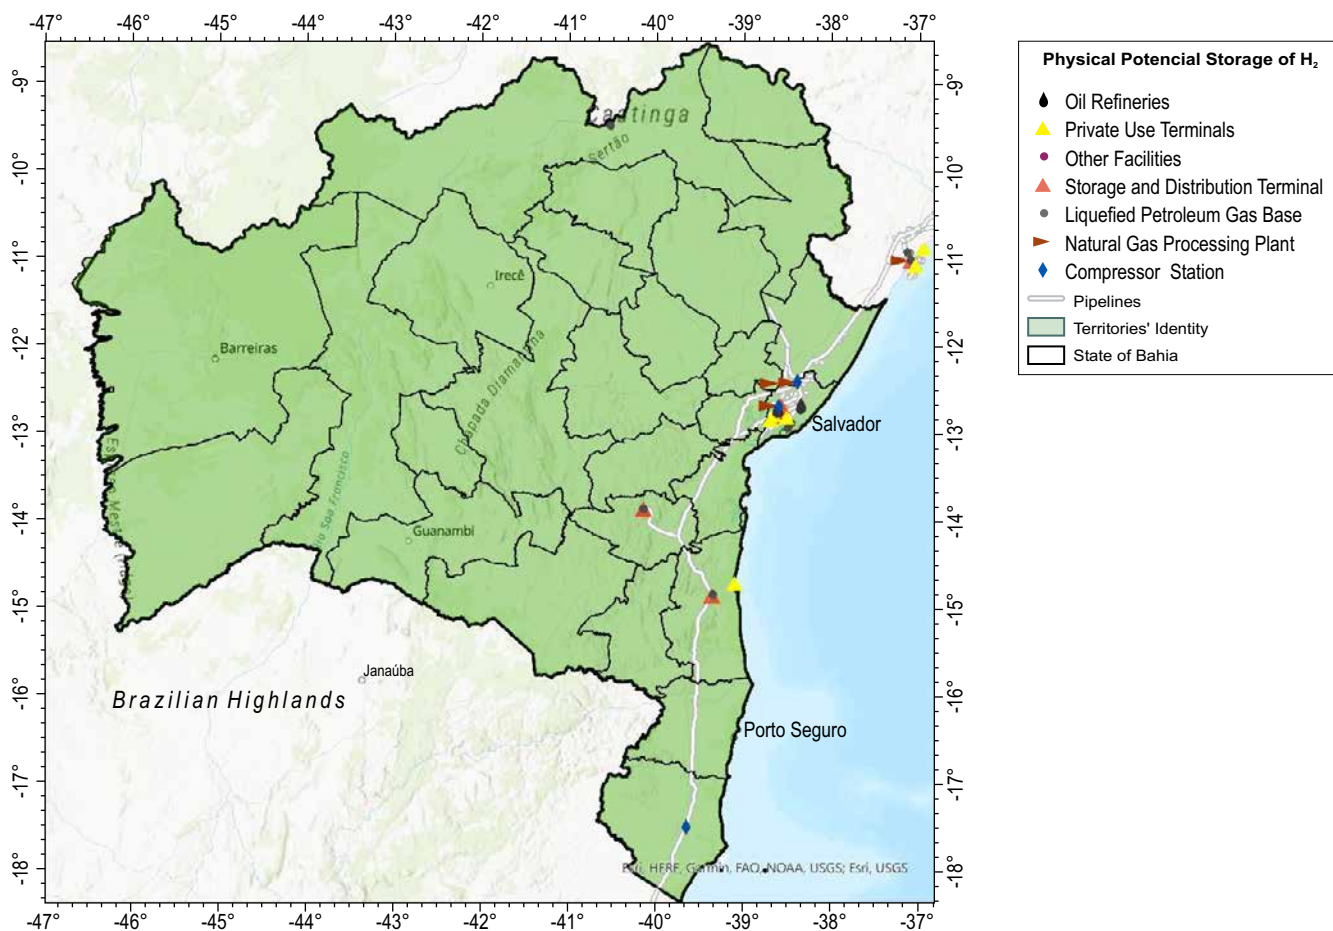 -47° -46° -45° -44° -43° -42° -41° -40° -39° -38° -37°
-9°
-10°
-11°
-12°
-13°
-14°
-15°
-16°
-17°
-18°
Sertão
Irecê
Barreiras
Chapada Diamantina
Salvador
Guanambi
Janaúba
Brazilian Highlands
Porto Seguro
Esri, HERE, Garmin, FAO, NOAA, USGS; Esri, USGS
-9°
-10°
-11°
-12°
-13°
-14°
-15°
-16°
-17°
-18°
-47° -46° -45° -44° -43° -42° -41° -40° -39° -38° -37°
Physical Potencial Storage of H₂
Oil Refineries
Private Use Terminals
Other Facilities
Storage and Distribution Terminal
Liquefied Petroleum Gas Base
Natural Gas Processing Plant
Compressor Station
Pipelines
Territories' Identity
State of Bahia